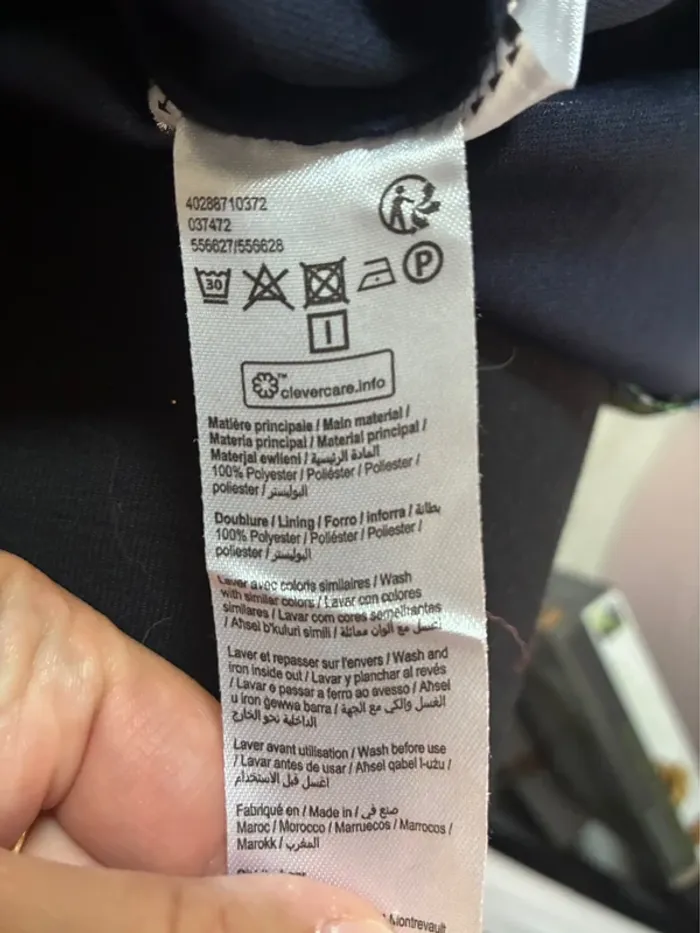 40288710372
037472
556627/556628
30
P
clevercare.info
Matière principale / Main material /
Materia principal / Material principal /
Materjal ewlieni / المادة الرئيسية
100% Polyester / Poliéster / Poliester /
poliester / البوليستر
Doublure / Lining / Forro / Inforra / بطانة
100% Polyester / Poliéster / Poliester /
poliester / البوليستر
Laver avec coloris similaires / Wash
with similar colors / Lavar con colores
similares / Lavar com cores semelhantes
/ Aħsel b'kuluri simili / اغسل مع ألوان مماثلة
Laver et repasser sur l'envers / Wash and
iron inside out / Lavar y planchar al revés
/ Lavar e passar a ferro ao avesso / Aħsel
u iron ġewwa barra / الغسل والكي مع الجهة
الداخلية نحو الخارج
Laver avant utilisation / Wash before use
/ Lavar antes de usar / Aħsel qabel l-użu /
اغسل قبل الاستخدام
Fabriqué en / Made in / صنع في
Maroc / Morocco / Marruecos / Marrocos /
Marokk / المغرب
Montrevault